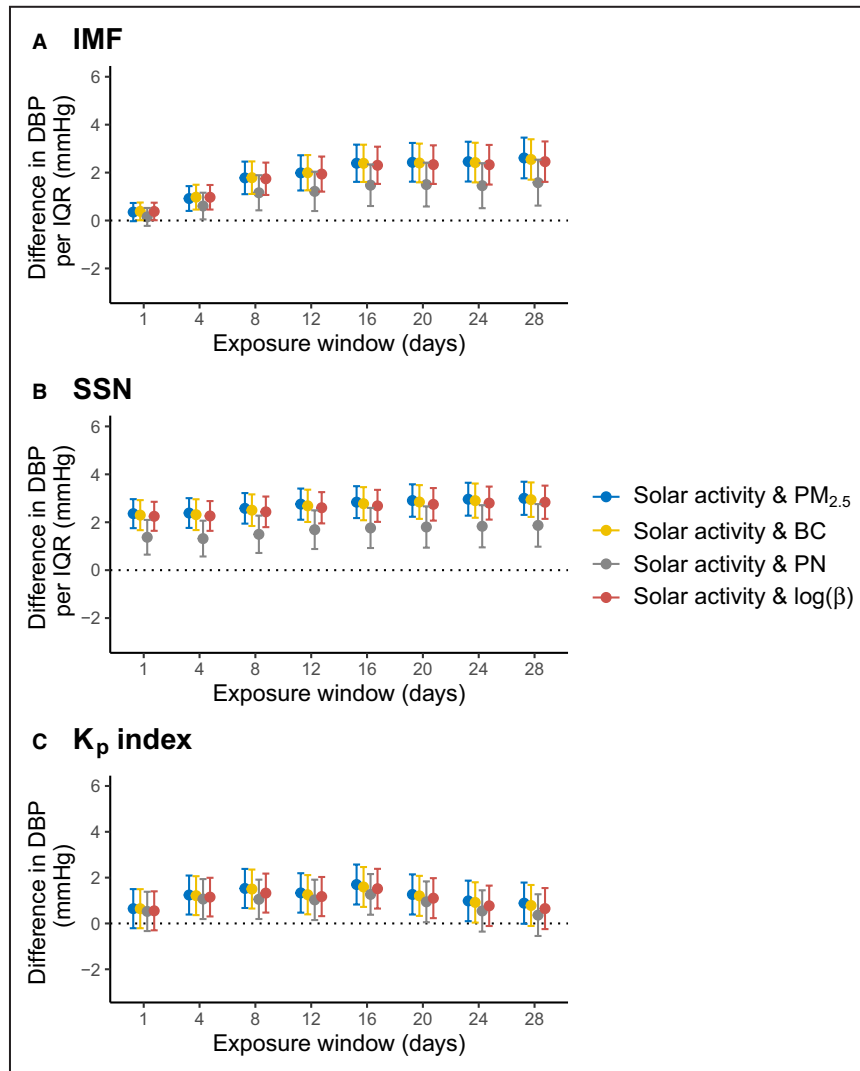 A IMF
6
4
2
0
−2
Difference in DBP
per IQR (mmHg)
1 4 8 12 16 20 24 28
Exposure window (days)
B SSN
6
4
2
0
−2
Difference in DBP
per IQR (mmHg)
1 4 8 12 16 20 24 28
Exposure window (days)
Solar activity & PM2.5
Solar activity & BC
Solar activity & PN
Solar activity & log(β)
C Kp index
6
4
2
0
−2
Difference in DBP
(mmHg)
1 4 8 12 16 20 24 28
Exposure window (days)